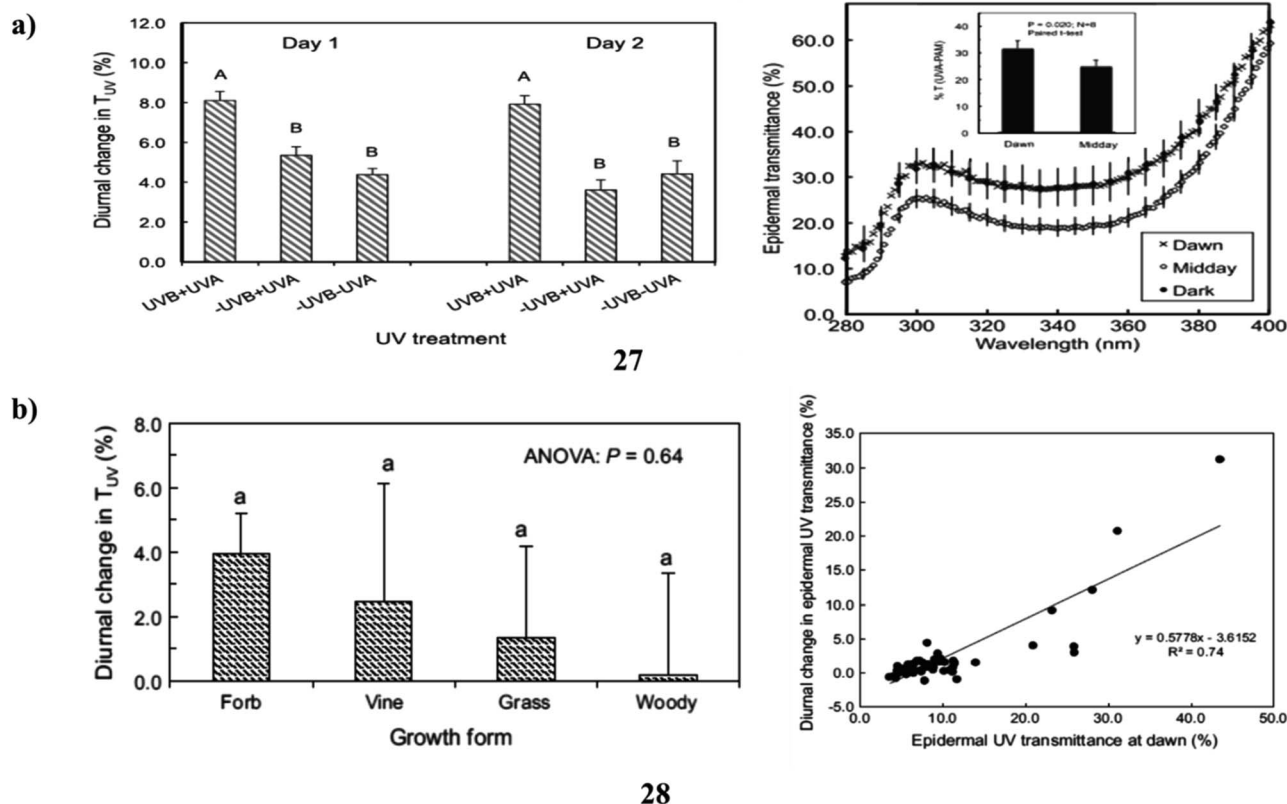 a)
12.0
10.0
8.0
6.0
4.0
2.0
0.0
Diurnal change in TUV (%)
Day 1
Day 2
A
B
B
A
B
B
UVB+UVA
-UVB+UVA
-UVB-UVA
UVB+UVA
-UVB+UVA
-UVB-UVA
UV treatment
60.0
50.0
40.0
30.0
20.0
10.0
0.0
Epidermal transmittance (%)
P = 0.020; N=8
Paired t-test
40
30
20
10
0
% T (UVA-PAM)
Dawn
Midday
Dawn
Midday
Dark
280
300
320
340
360
380
400
Wavelength (nm)
27
b)
8.0
6.0
4.0
2.0
0.0
Diurnal change in TUV (%)
ANOVA: P = 0.64
a
a
a
a
Forb
Vine
Grass
Woody
Growth form
35.0
30.0
25.0
20.0
15.0
10.0
5.0
0.0
-5.0
Diurnal change in epidermal UV transmittance (%)
y = 0.5778x - 3.6152
R² = 0.74
0.0
10.0
20.0
30.0
40.0
50.0
Epidermal UV transmittance at dawn (%)
28